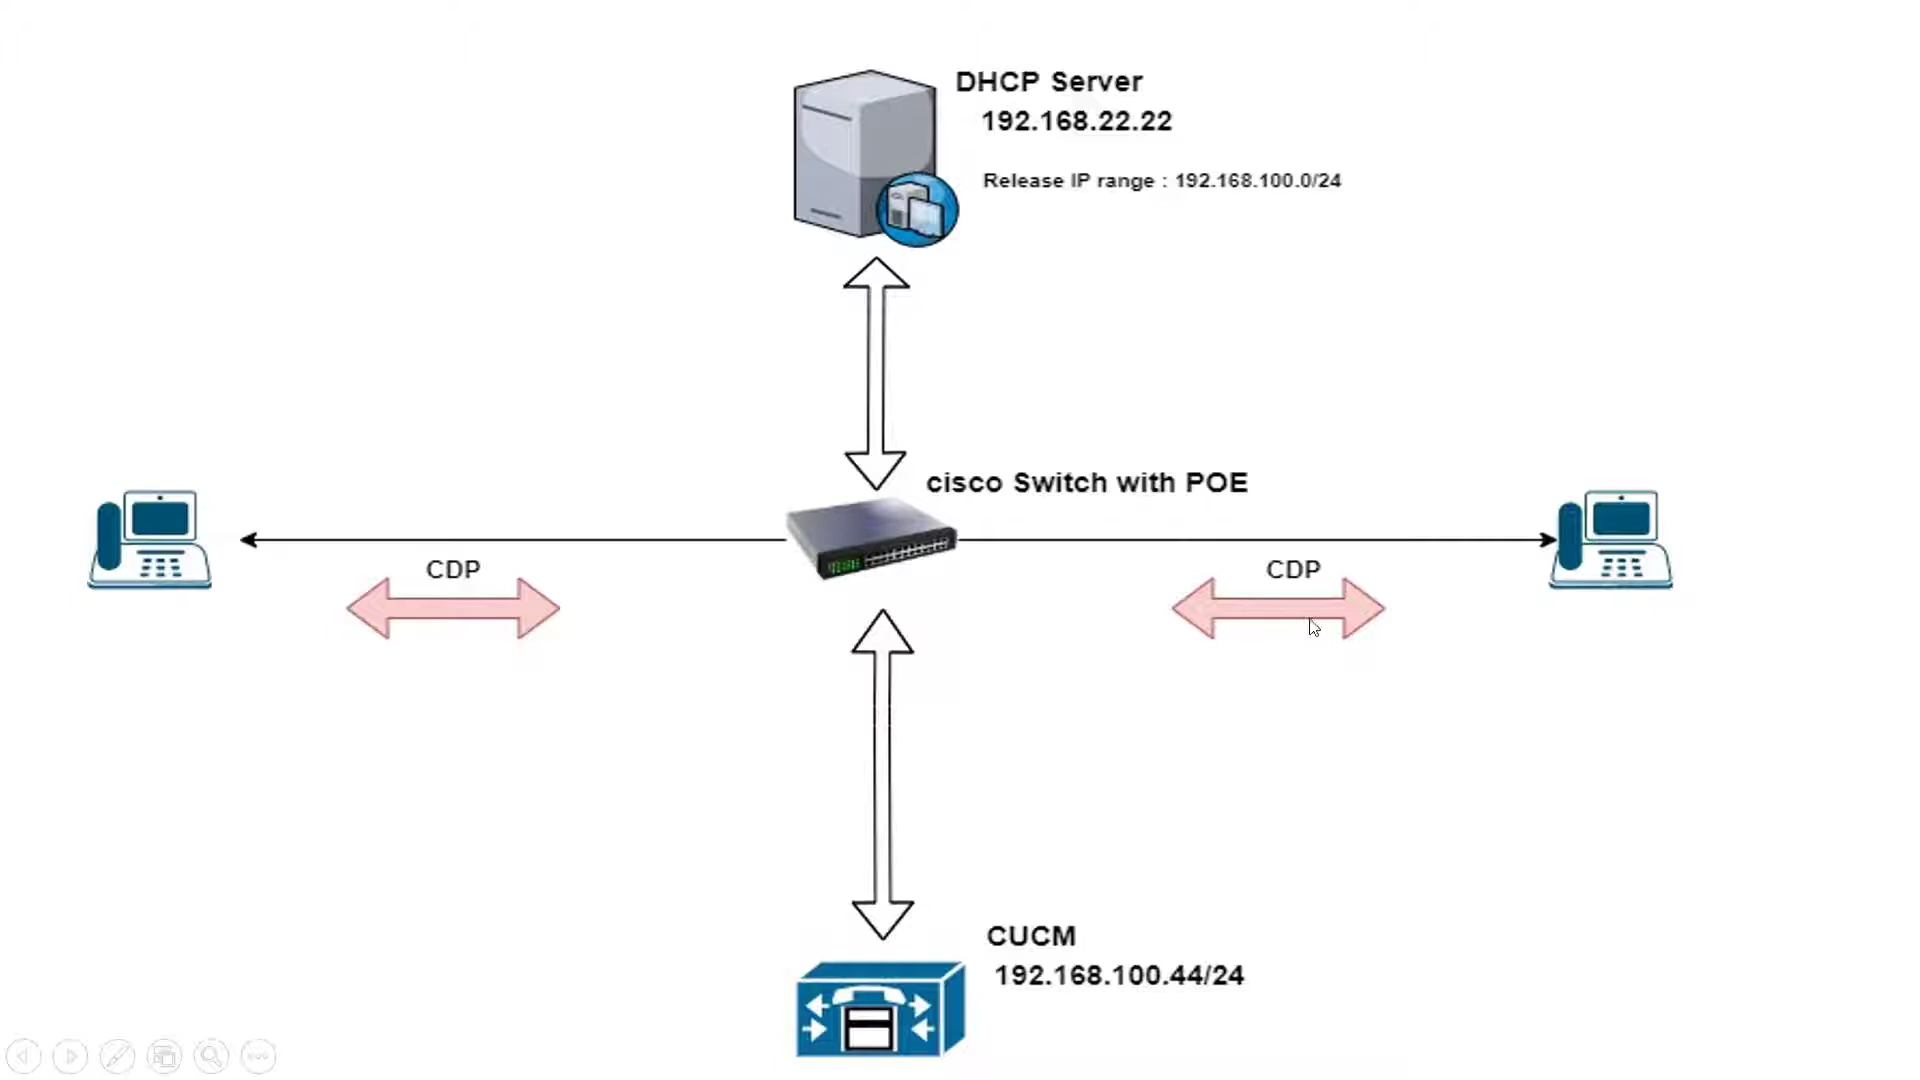 DHCP Server
192.168.22.22
Release IP range : 192.168.100.0/24
cisco Switch with POE
CDP
CDP
CUCM
192.168.100.44/24